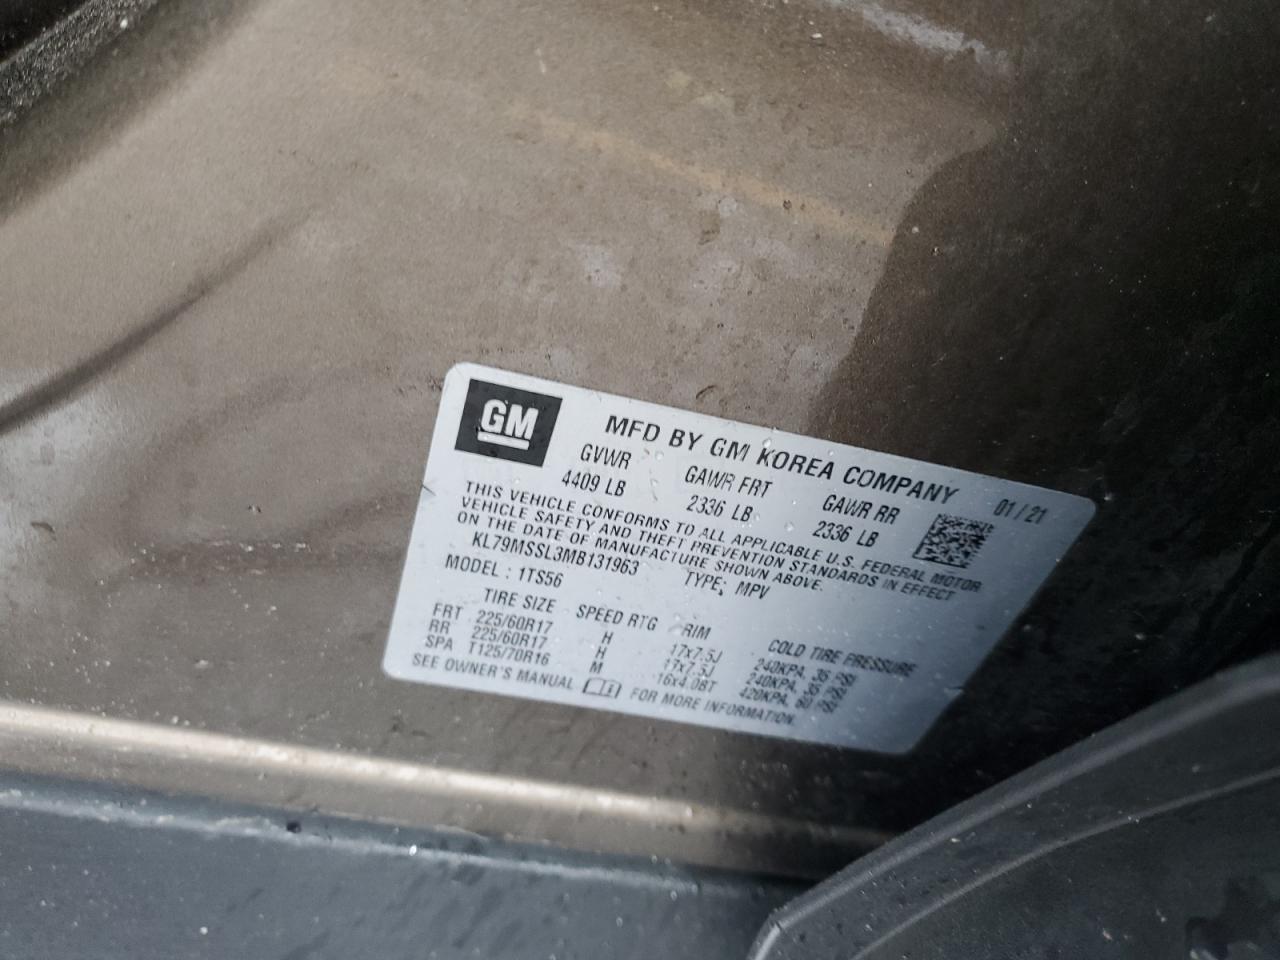 GM
MFD BY GM KOREA COMPANY 01/21
GVWR GAWR FRT GAWR RR
4409 LB 2336 LB 2336 LB
THIS VEHICLE CONFORMS TO ALL APPLICABLE U.S. FEDERAL MOTOR
VEHICLE SAFETY AND THEFT PREVENTION STANDARDS IN EFFECT
ON THE DATE OF MANUFACTURE SHOWN ABOVE.
KL79MSSL3MB131963 TYPE: MPV
MODEL : 1TS56
TIRE SIZE SPEED RTG RIM COLD TIRE PRESSURE
FRT 225/60R17 H 17x7.5J 240KPA, 35 PSI
RR 225/60R17 H 17x7.5J 240KPA, 35 PSI
SPA T125/70R16 M 16x4.0BT 420KPA, 60 PSI
SEE OWNER'S MANUAL FOR MORE INFORMATION.